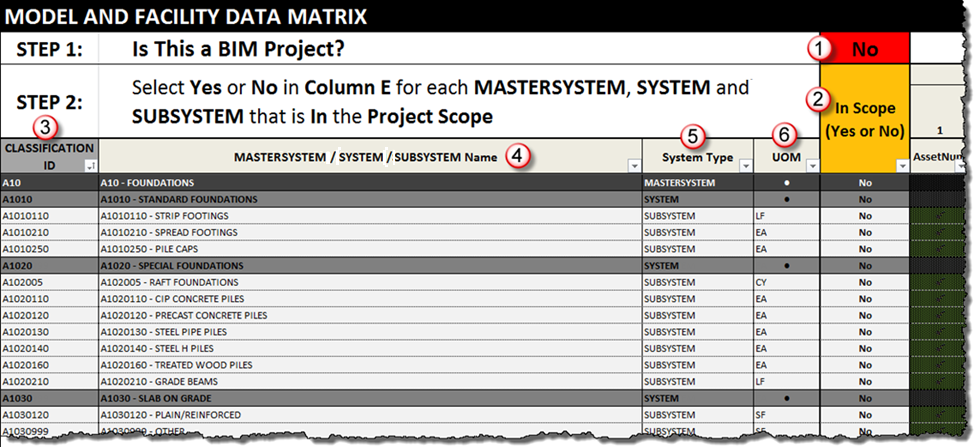 MODEL AND FACILITY DATA MATRIX
STEP 1: Is This a BIM Project? 1 No
STEP 2: Select Yes or No in Column E for each MASTERSYSTEM, SYSTEM and SUBSYSTEM that is In the Project Scope
2 In Scope (Yes or No)
1
3 4 5 6
CLASSIFICATION ID MASTERSYSTEM / SYSTEM / SUBSYSTEM Name System Type UOM AssetNum
A10 A10 - FOUNDATIONS MASTERSYSTEM • No
A1010 A1010 - STANDARD FOUNDATIONS SYSTEM • No
A1010110 A1010110 - STRIP FOOTINGS SUBSYSTEM LF No
A1010210 A1010210 - SPREAD FOOTINGS SUBSYSTEM EA No
A1010250 A1010250 - PILE CAPS SUBSYSTEM EA No
A1020 A1020 - SPECIAL FOUNDATIONS SYSTEM • No
A102005 A102005 - RAFT FOUNDATIONS SUBSYSTEM CY No
A1020110 A1020110 - CIP CONCRETE PILES SUBSYSTEM EA No
A1020120 A1020120 - PRECAST CONCRETE PILES SUBSYSTEM EA No
A1020130 A1020130 - STEEL PIPE PILES SUBSYSTEM EA No
A1020140 A1020140 - STEEL H PILES SUBSYSTEM EA No
A1020160 A1020160 - TREATED WOOD PILES SUBSYSTEM EA No
A1020210 A1020210 - GRADE BEAMS SUBSYSTEM LF No
A1030 A1030 - SLAB ON GRADE SYSTEM • No
A1030120 A1030120 - PLAIN/REINFORCED SUBSYSTEM SF No
A1030999 A1030999 - OTHER SUBSYSTEM SF No